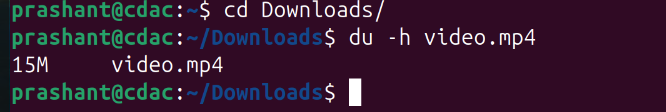 prashant@cdac:~$ cd Downloads/
prashant@cdac:~/Downloads$ du -h video.mp4
15M     video.mp4
prashant@cdac:~/Downloads$